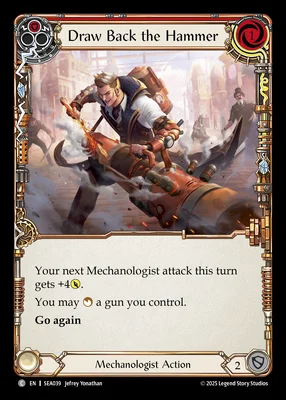 Draw Back the Hammer
Your next Mechanologist attack this turn
gets +4.
You may a gun you control.
Go again
Mechanologist Action
2
C EN | SEA039 Jefrey Yonathan
© 2025 Legend Story Studios